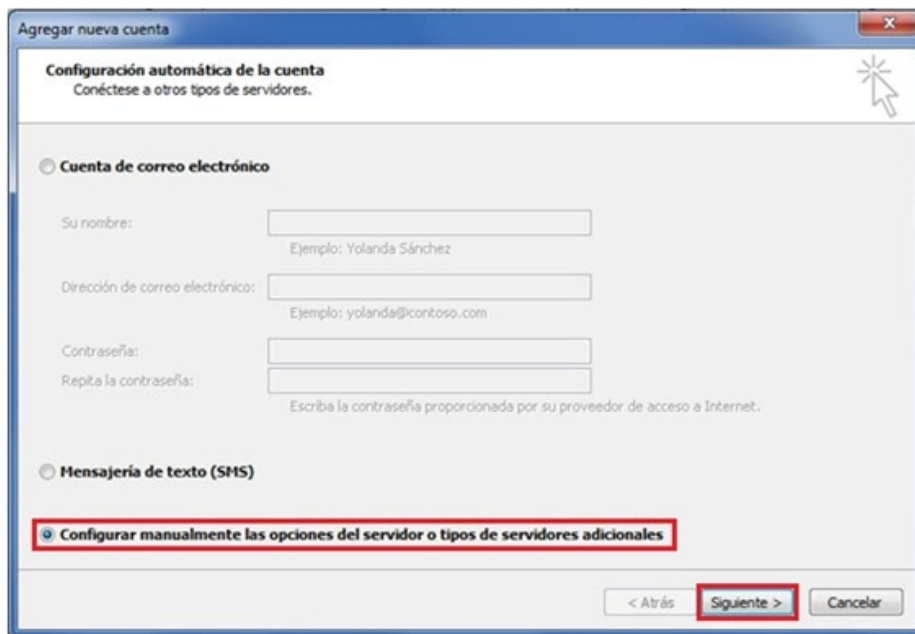 Agregar nueva cuenta
Configuración automática de la cuenta
Conéctese a otros tipos de servidores.
Cuenta de correo electrónico
Su nombre:
Ejemplo: Yolanda Sánchez
Dirección de correo electrónico:
Ejemplo: yolanda@contoso.com
Contraseña:
Repita la contraseña:
Escriba la contraseña proporcionada por su proveedor de acceso a Internet.
Mensajería de texto (SMS)
Configurar manualmente las opciones del servidor o tipos de servidores adicionales
< Atrás Siguiente > Cancelar